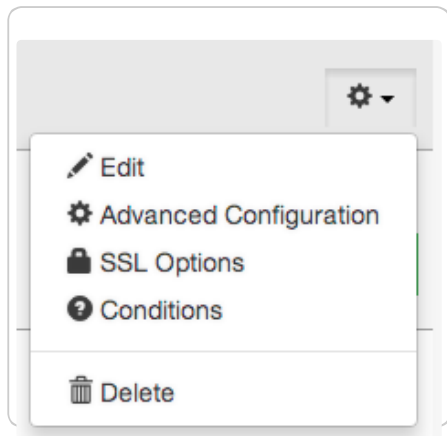 Edit
Advanced Configuration
SSL Options
Conditions
Delete